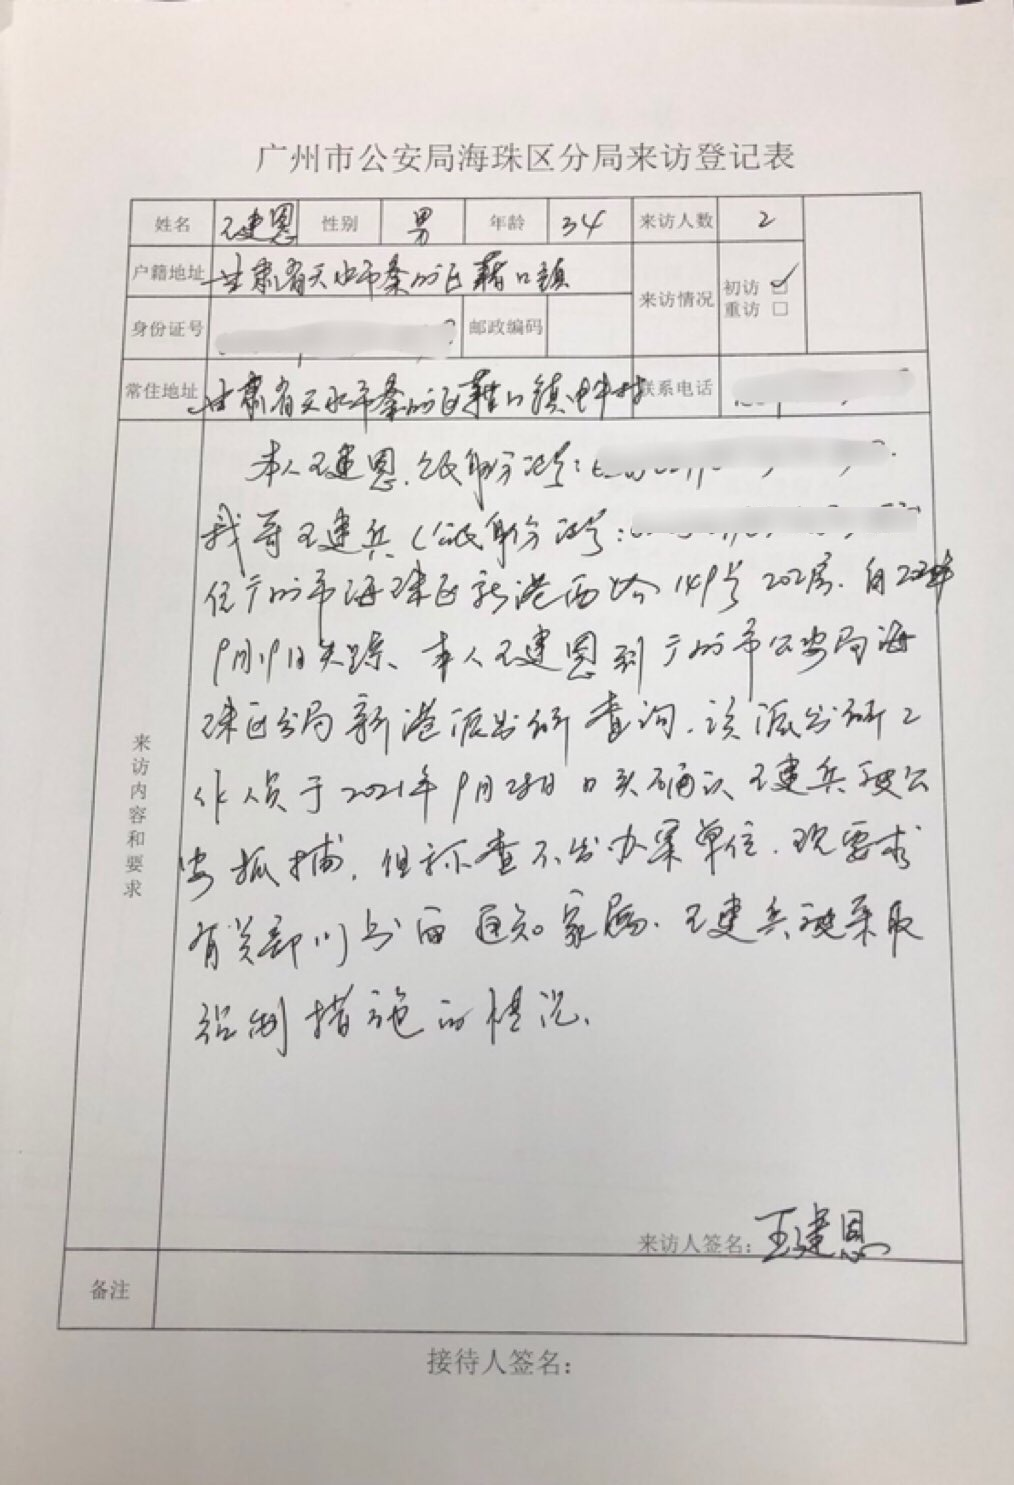 广州市公安局海珠区分局来访登记表
姓名 王建恩 性别 男 年龄 34 来访人数 2
户籍地址 甘肃省天水市秦州区藉口镇 来访情况 初访 ☑
重访 □
身份证号 邮政编码
常住地址 甘肃省天水市秦州区藉口镇 村 联系电话
来访内容和要求
本人王建恩,公民身份证号:
我哥王建兵(公民身份证号:
住广州市海珠区新港西路149号202房.自2021年
9月19日失踪、本人王建恩到广州市公安局海
珠区分局新港派出所查询,该派出所工
作人员于2021年9月28日口头确认王建兵被公
安抓捕,但称查不出办案单位.现要求
有关部门书面通知家属.王建兵被采取
强制措施的情况.
来访人签名:王建恩
备注
接待人签名: